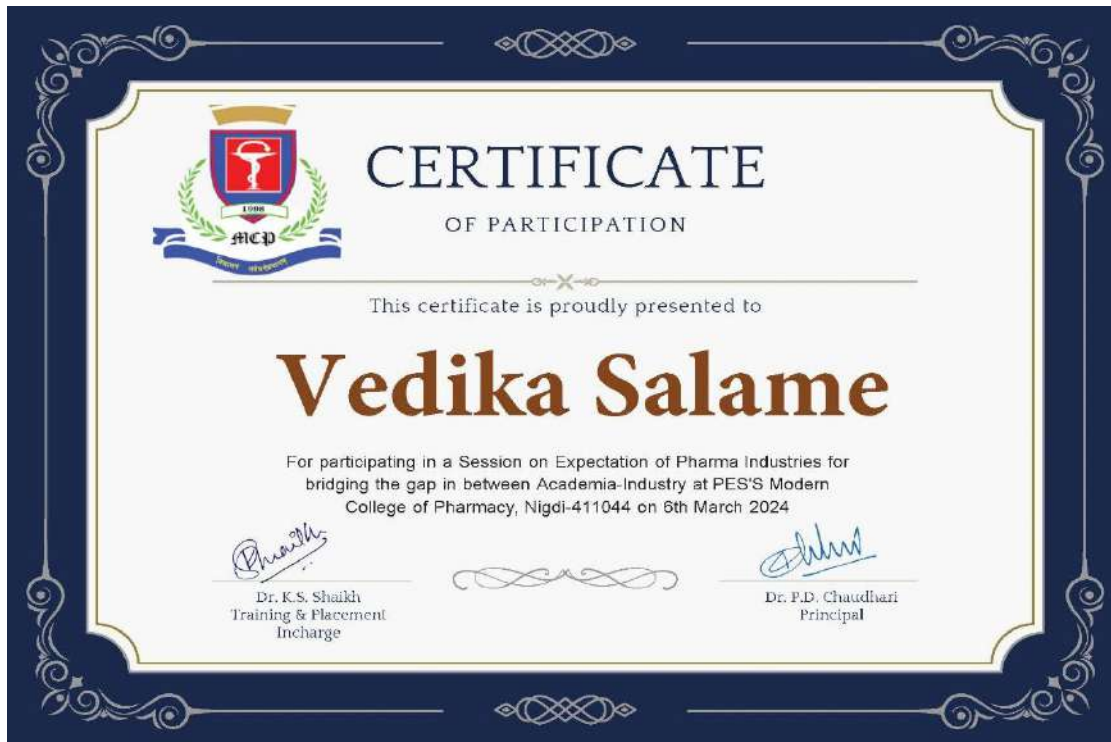 1998
MCP
CERTIFICATE
OF PARTICIPATION
This certificate is proudly presented to
Vedika Salame
For participating in a Session on Expectation of Pharma Industries for
bridging the gap in between Academia-Industry at PES'S Modern
College of Pharmacy, Nigdi-411044 on 6th March 2024
Dr. K.S. Shaikh
Training & Placement
Incharge
Dr. P.D. Chaudhari
Principal